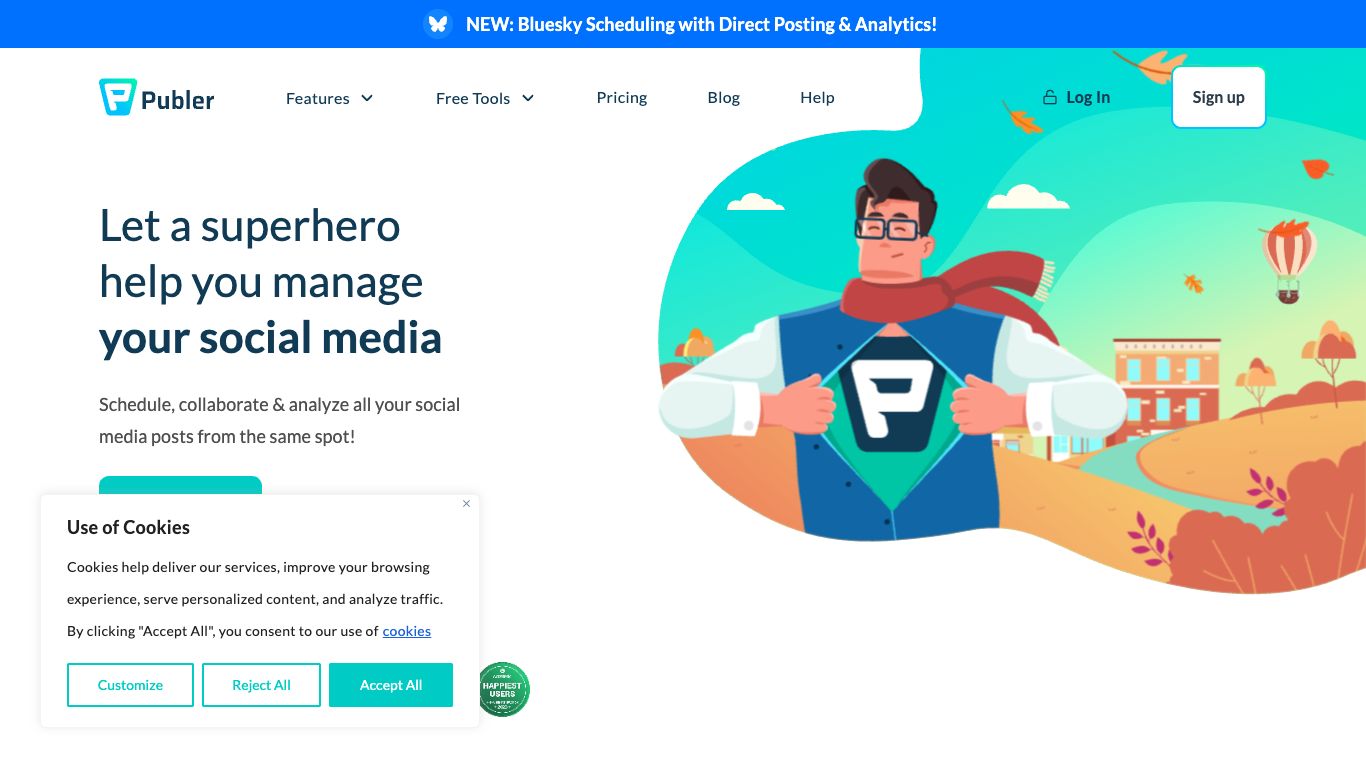 NEW: Bluesky Scheduling with Direct Posting & Analytics!
Publer
Features
Free Tools
Pricing
Blog
Help
Log In
Sign up
Let a superhero
help you manage
your social media
Schedule, collaborate & analyze all your social
media posts from the same spot!
Use of Cookies
Cookies help deliver our services, improve your browsing
experience, serve personalized content, and analyze traffic.
By clicking "Accept All", you consent to our use of cookies
Customize
Reject All
Accept All
HAPPIEST
USERS